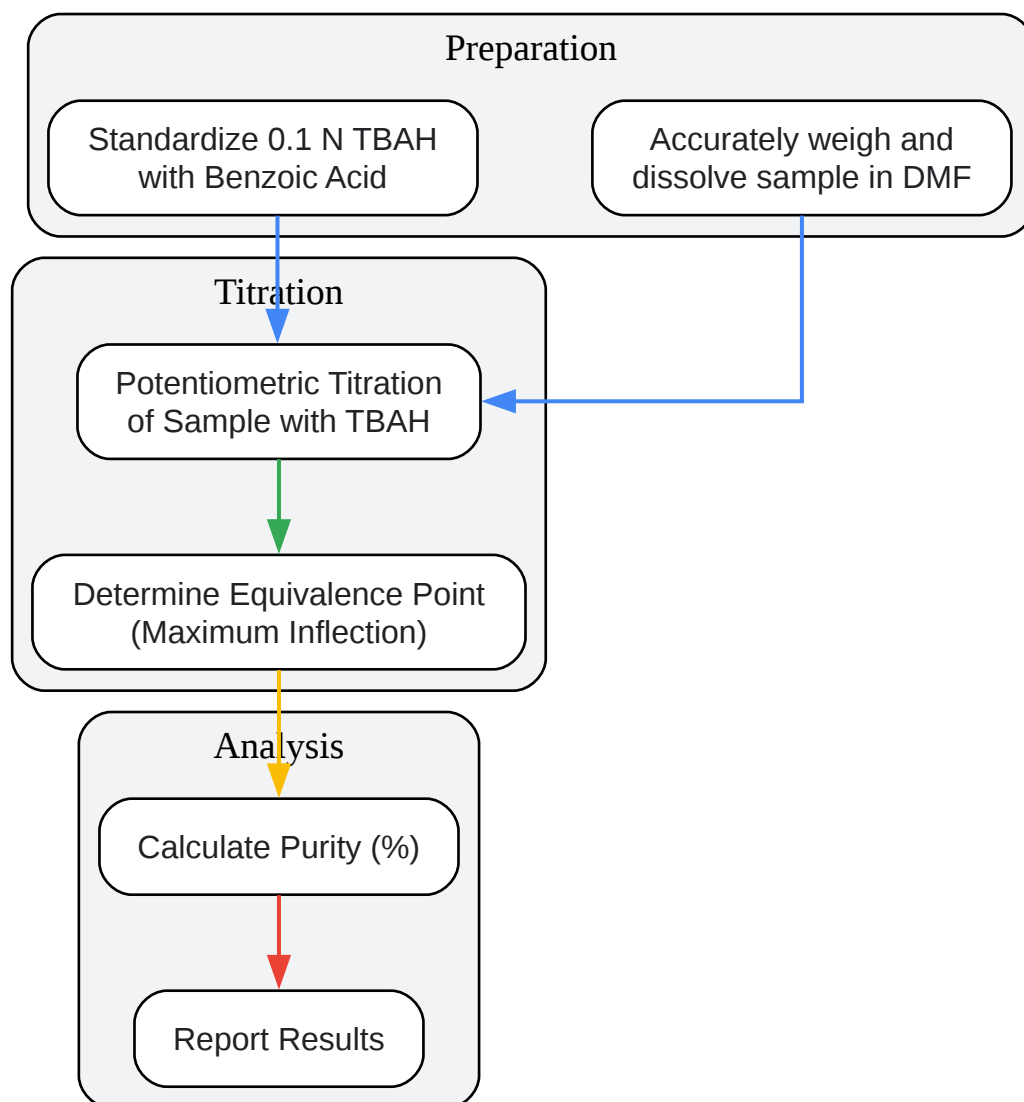 Preparation
Standardize 0.1 N TBAH
with Benzoic Acid
Accurately weigh and
dissolve sample in DMF
Titration
Potentiometric Titration
of Sample with TBAH
Determine Equivalence Point
(Maximum Inflection)
Analysis
Calculate Purity (%)
Report Results